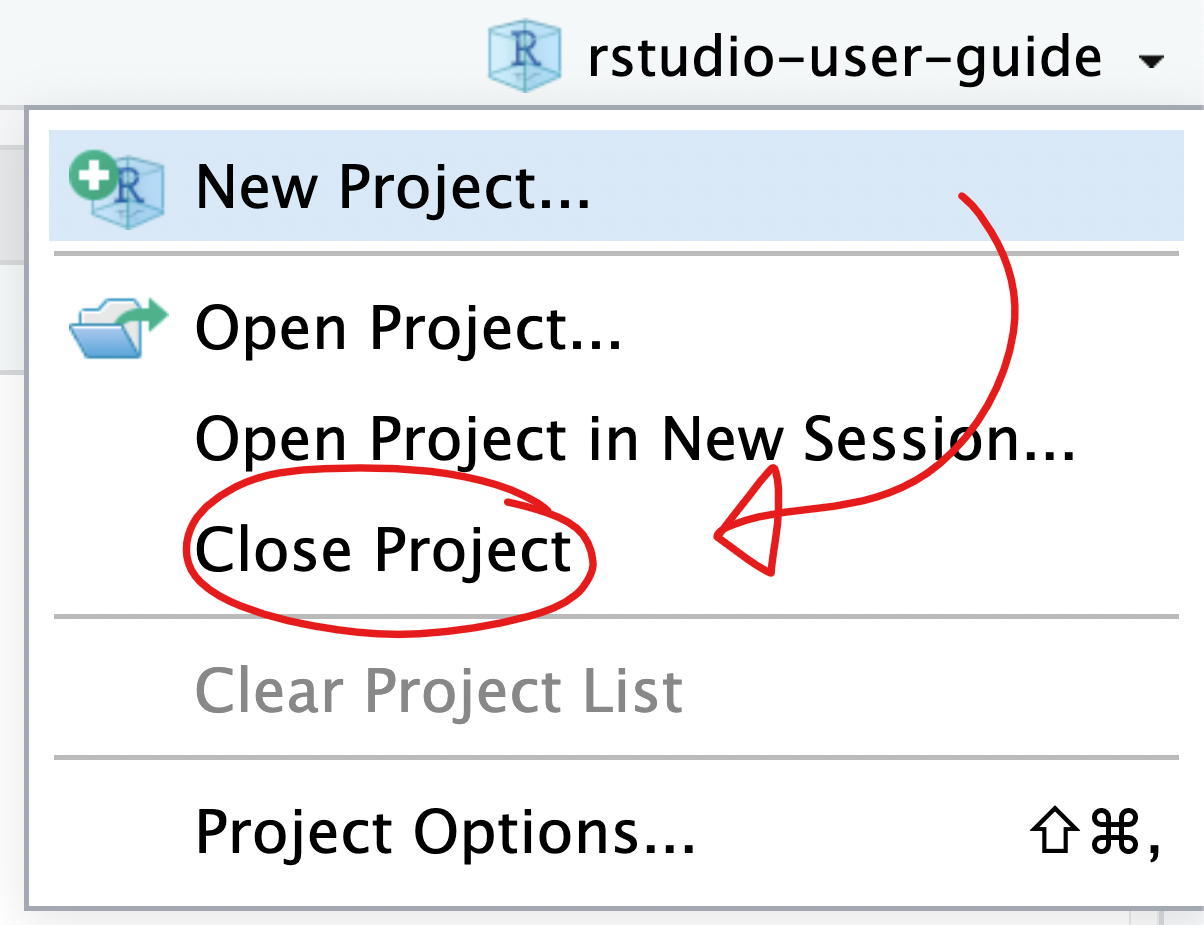 rstudio-user-guide
New Project...
Open Project...
Open Project in New Session...
Close Project
Clear Project List
Project Options... ⇧⌘,